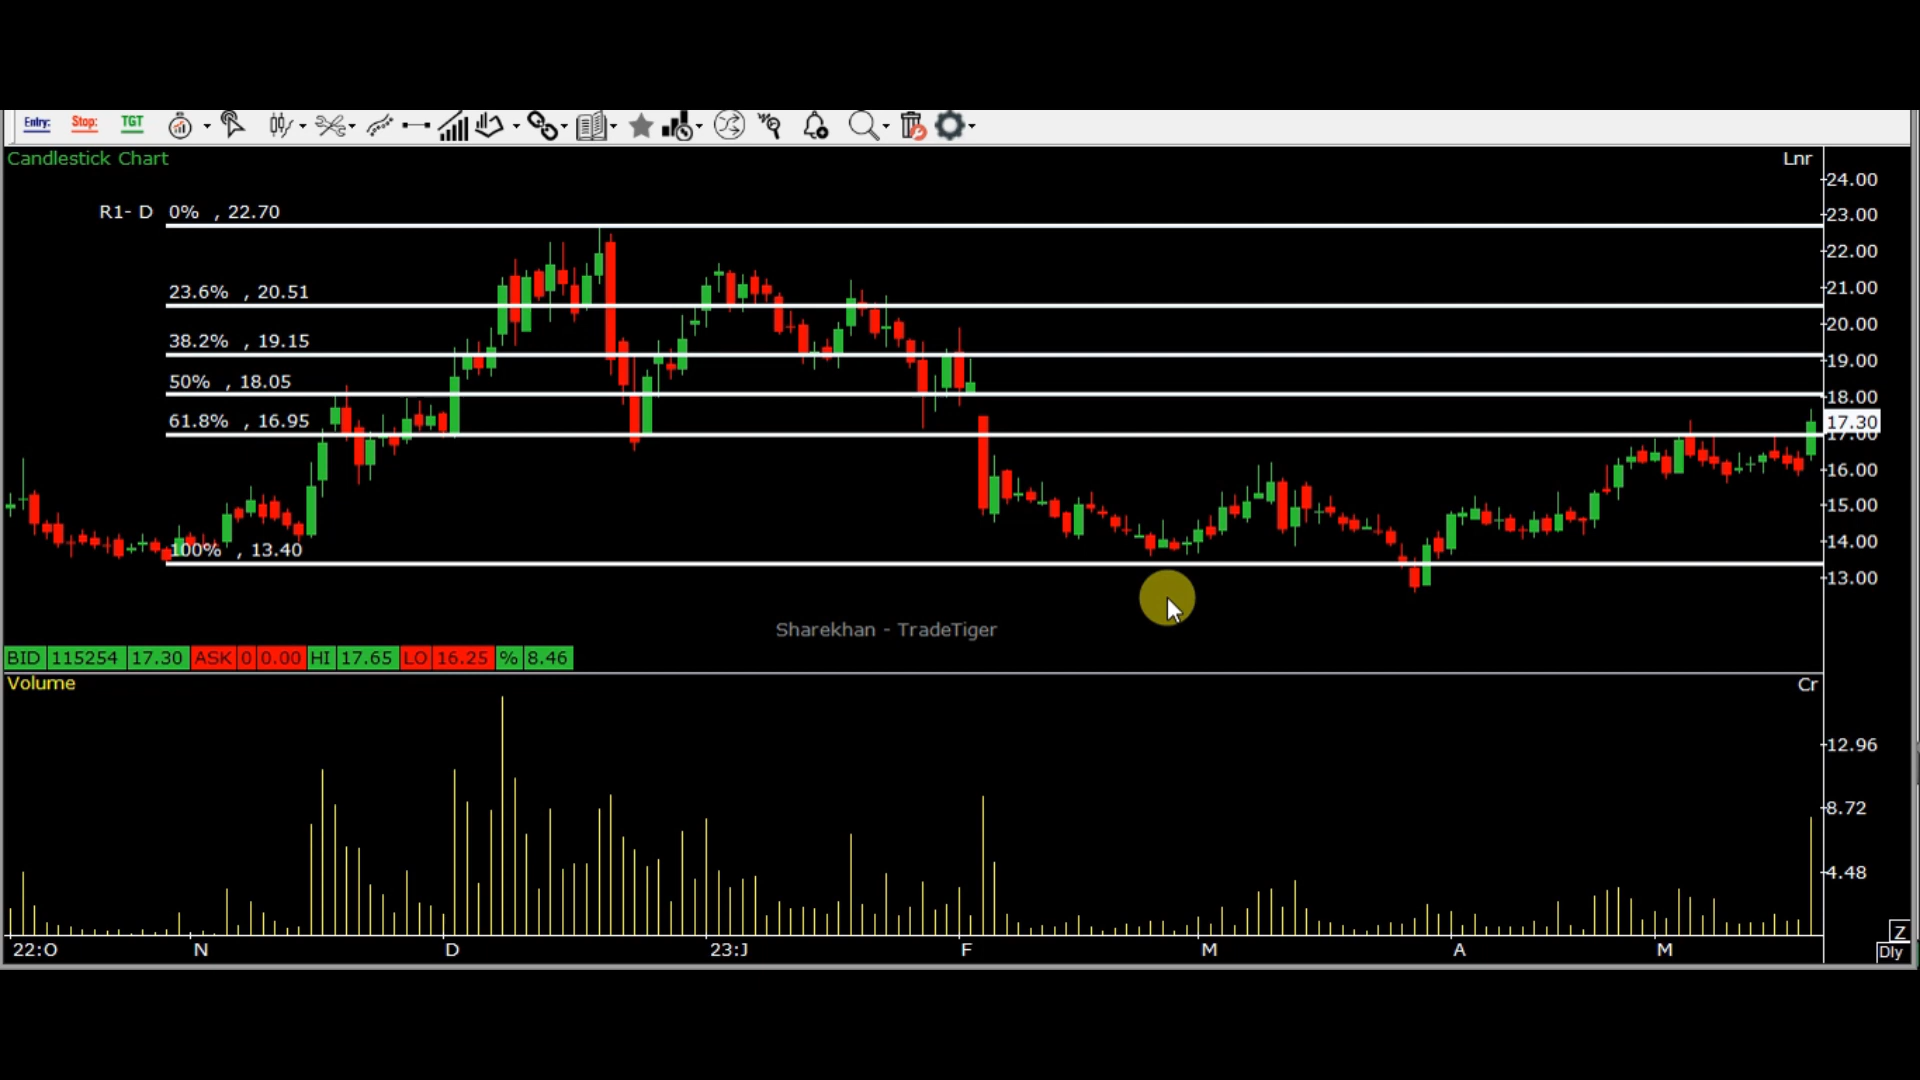 Entry: Stop: TGT
Candlestick Chart Lnr
24.00
R1- D 0% , 22.70 23.00
22.00
23.6% , 20.51 21.00
20.00
38.2% , 19.15 19.00
50% , 18.05 18.00
61.8% , 16.95 17.30
17.00
16.00
15.00
100% , 13.40 14.00
13.00
Sharekhan - TradeTiger
BID 115254 17.30 ASK 0 0.00 HI 17.65 LO 16.25 % 8.46
Volume Cr
12.96
8.72
4.48
Z
22:O N D 23:J F M A M Dly